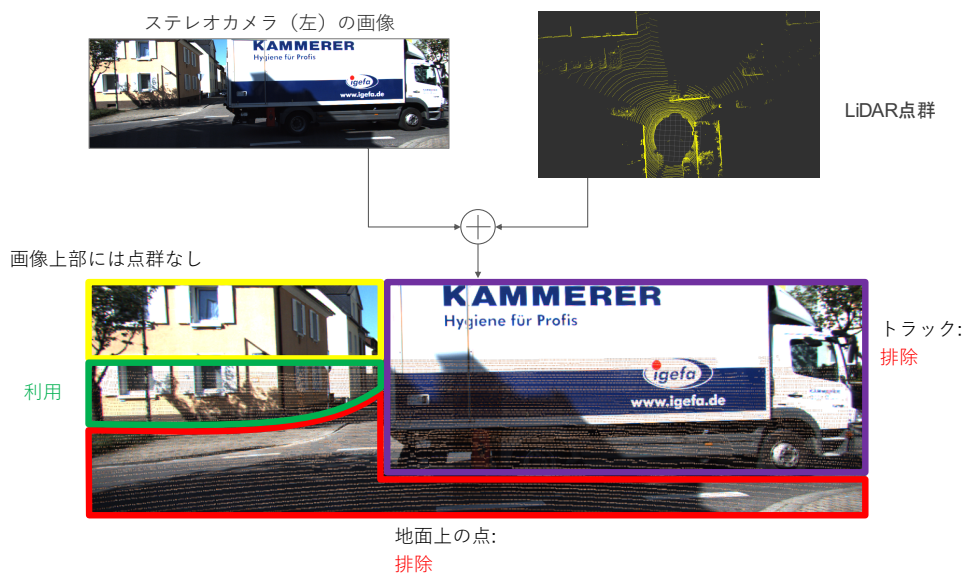 ステレオカメラ（左）の画像
KAMMERER
Hygiene für Profis
igefa
www.igefa.de
LiDAR点群
画像上部には点群なし
KAMMERER
Hygiene für Profis
igefa
www.igefa.de
トラック:
排除
利用
地面上の点:
排除